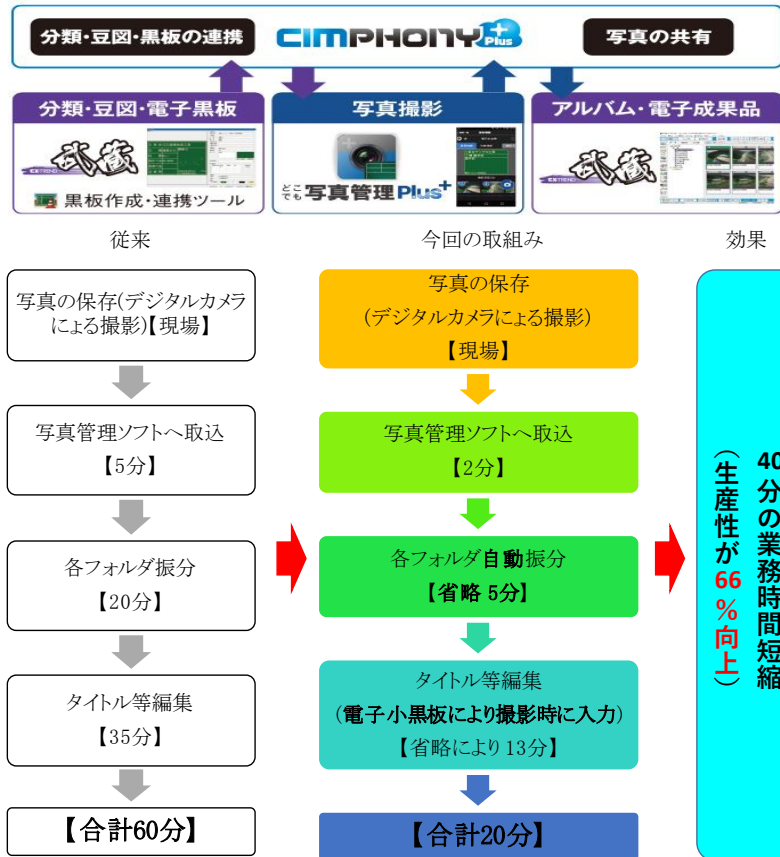 分類・豆図・黒板の連携
CIMPHONY Plus
写真の共有
分類・豆図・電子黒板
写真撮影
アルバム・電子成果品
武蔵
EXTREND
黒板作成・連携ツール
どこでも写真管理Plus+
武蔵
EXTREND
従来
今回の取組み
効果
写真の保存(デジタルカメラ
にょる撮影)【現場】
写真管理ソフトへ取込
【5分】
各フォルダ振分
【20分】
タイトル等編集
【35分】
【合計60分】
写真の保存
(デジタルカメラにょる撮影)
【現場】
写真管理ソフトへ取込
【2分】
各フォルダ自動振分
【省略 5分】
タイトル等編集
(電子小黒板により撮影時に入力)
【省略により 13分】
【合計20分】
40分の業務時間短縮
(生産性が66%向上)